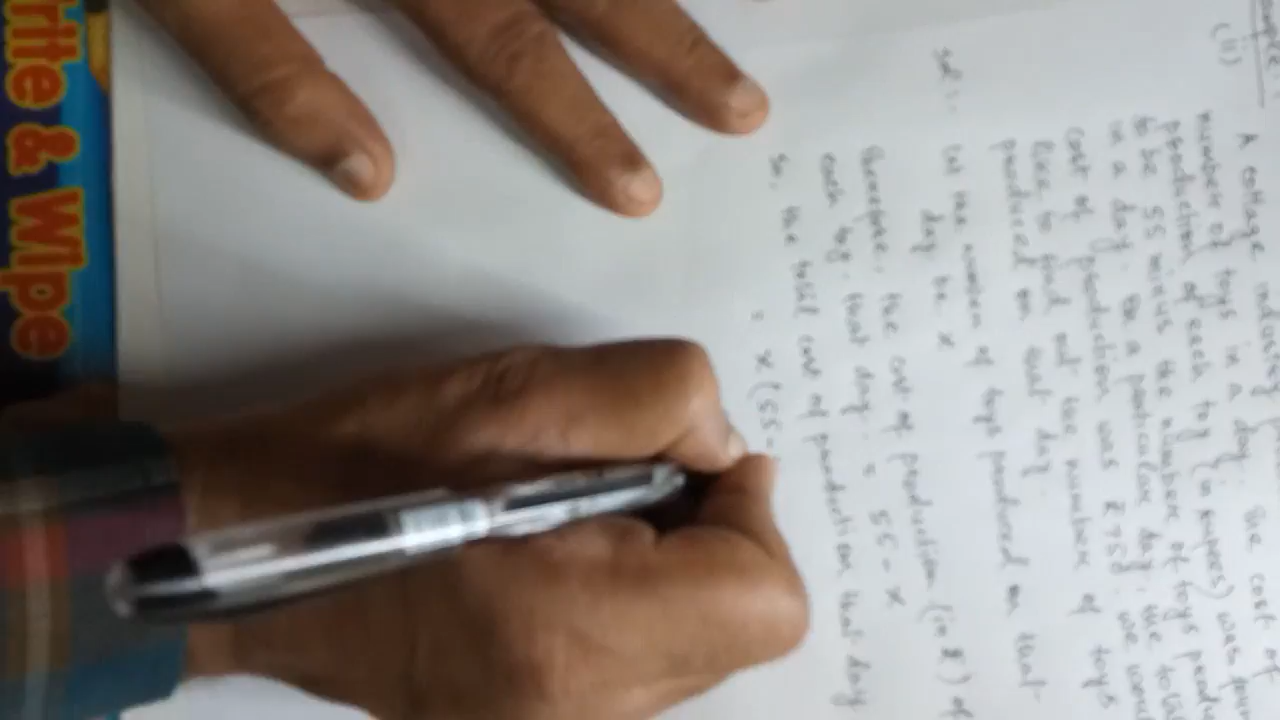 (ii) A cottage industry
number of toys in a day. The cost of
production of each toy (in rupees) was
to be 55 minus the number of toys
in a day. On a particular day, the total
cost of production was ₹ 750. We would
like to find out the number of toys
produced on that day.
Sol:- Let the number of toys produced on that
day be x
Therefore, the cost of production (in ₹) of
each toy that day = 55 - x
So, the total cost of production that day
= x (55 -
Write & Wipe